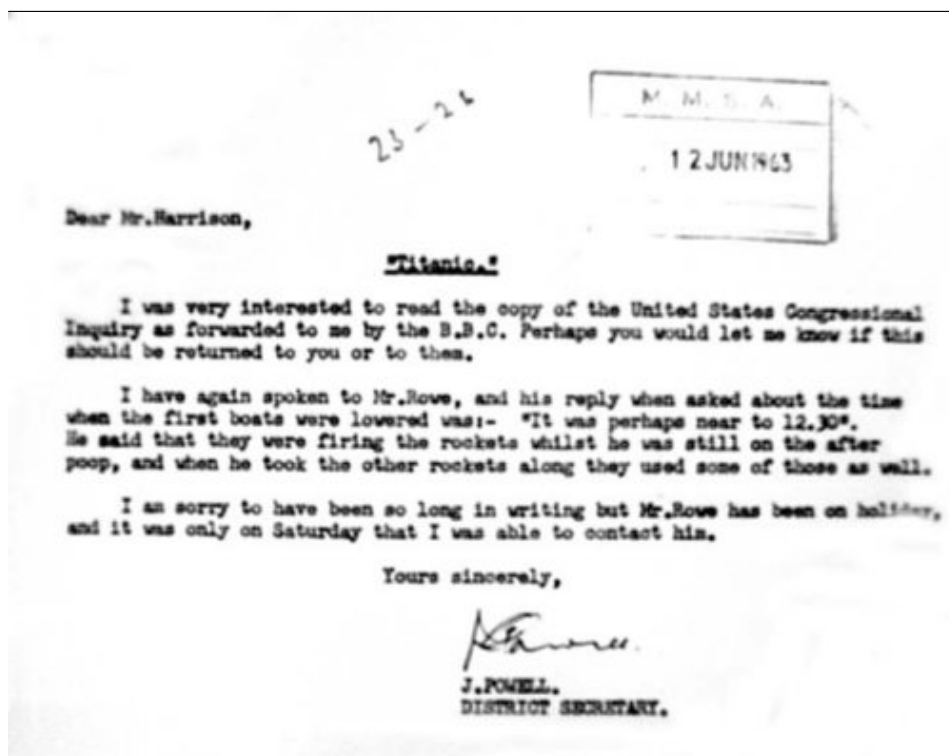 23-26
M. M. S. A.
12 JUN 1963
Dear Mr.Harrison,
"Titanic."
I was very interested to read the copy of the United States Congressional
Inquiry as forwarded to me by the B.B.C. Perhaps you would let me know if this
should be returned to you or to them.
I have again spoken to Mr.Rowe, and his reply when asked about the time
when the first boats were lowered was:- "It was perhaps near to 12.30".
He said that they were firing the rockets whilst he was still on the after
poop, and when he took the other rockets along they used some of those as well.
I am sorry to have been so long in writing but Mr.Rowe has been on holiday,
and it was only on Saturday that I was able to contact him.
Yours sincerely,
J.POWELL.
DISTRICT SECRETARY.